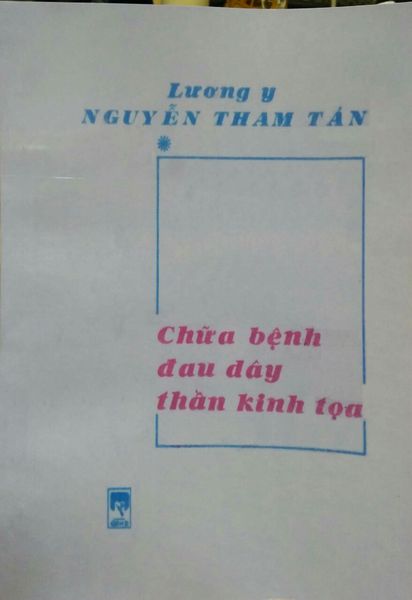 Lương y
NGUYỄN THAM TÁN
Chữa bệnh
đau dây
thần kinh tọa